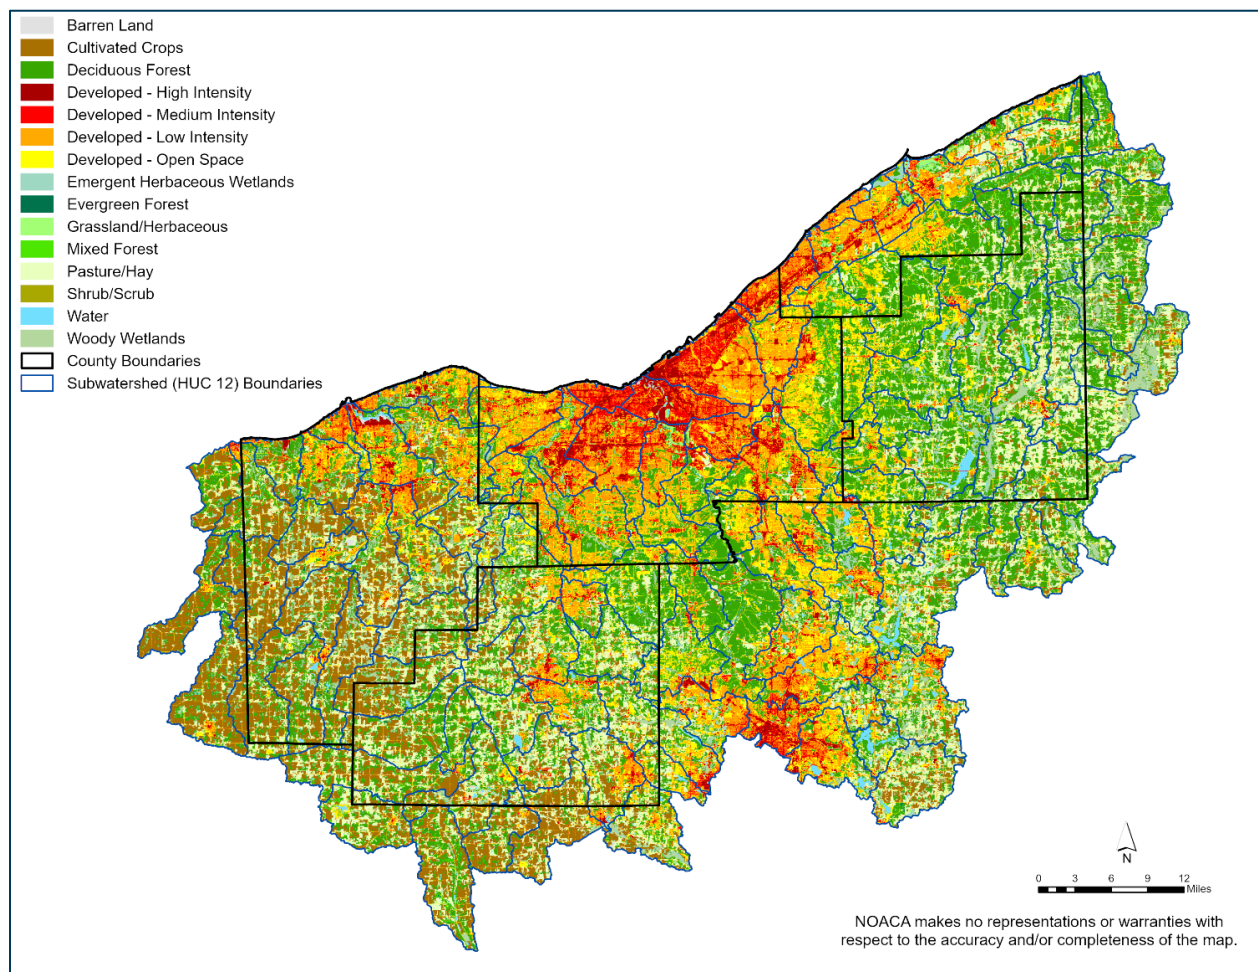 Barren Land
Cultivated Crops
Deciduous Forest
Developed - High Intensity
Developed - Medium Intensity
Developed - Low Intensity
Developed - Open Space
Emergent Herbaceous Wetlands
Evergreen Forest
Grassland/Herbaceous
Mixed Forest
Pasture/Hay
Shrub/Scrub
Water
Woody Wetlands
County Boundaries
Subwatershed (HUC 12) Boundaries
N
0 3 6 9 12
Miles
NOACA makes no representations or warranties with
respect to the accuracy and/or completeness of the map.